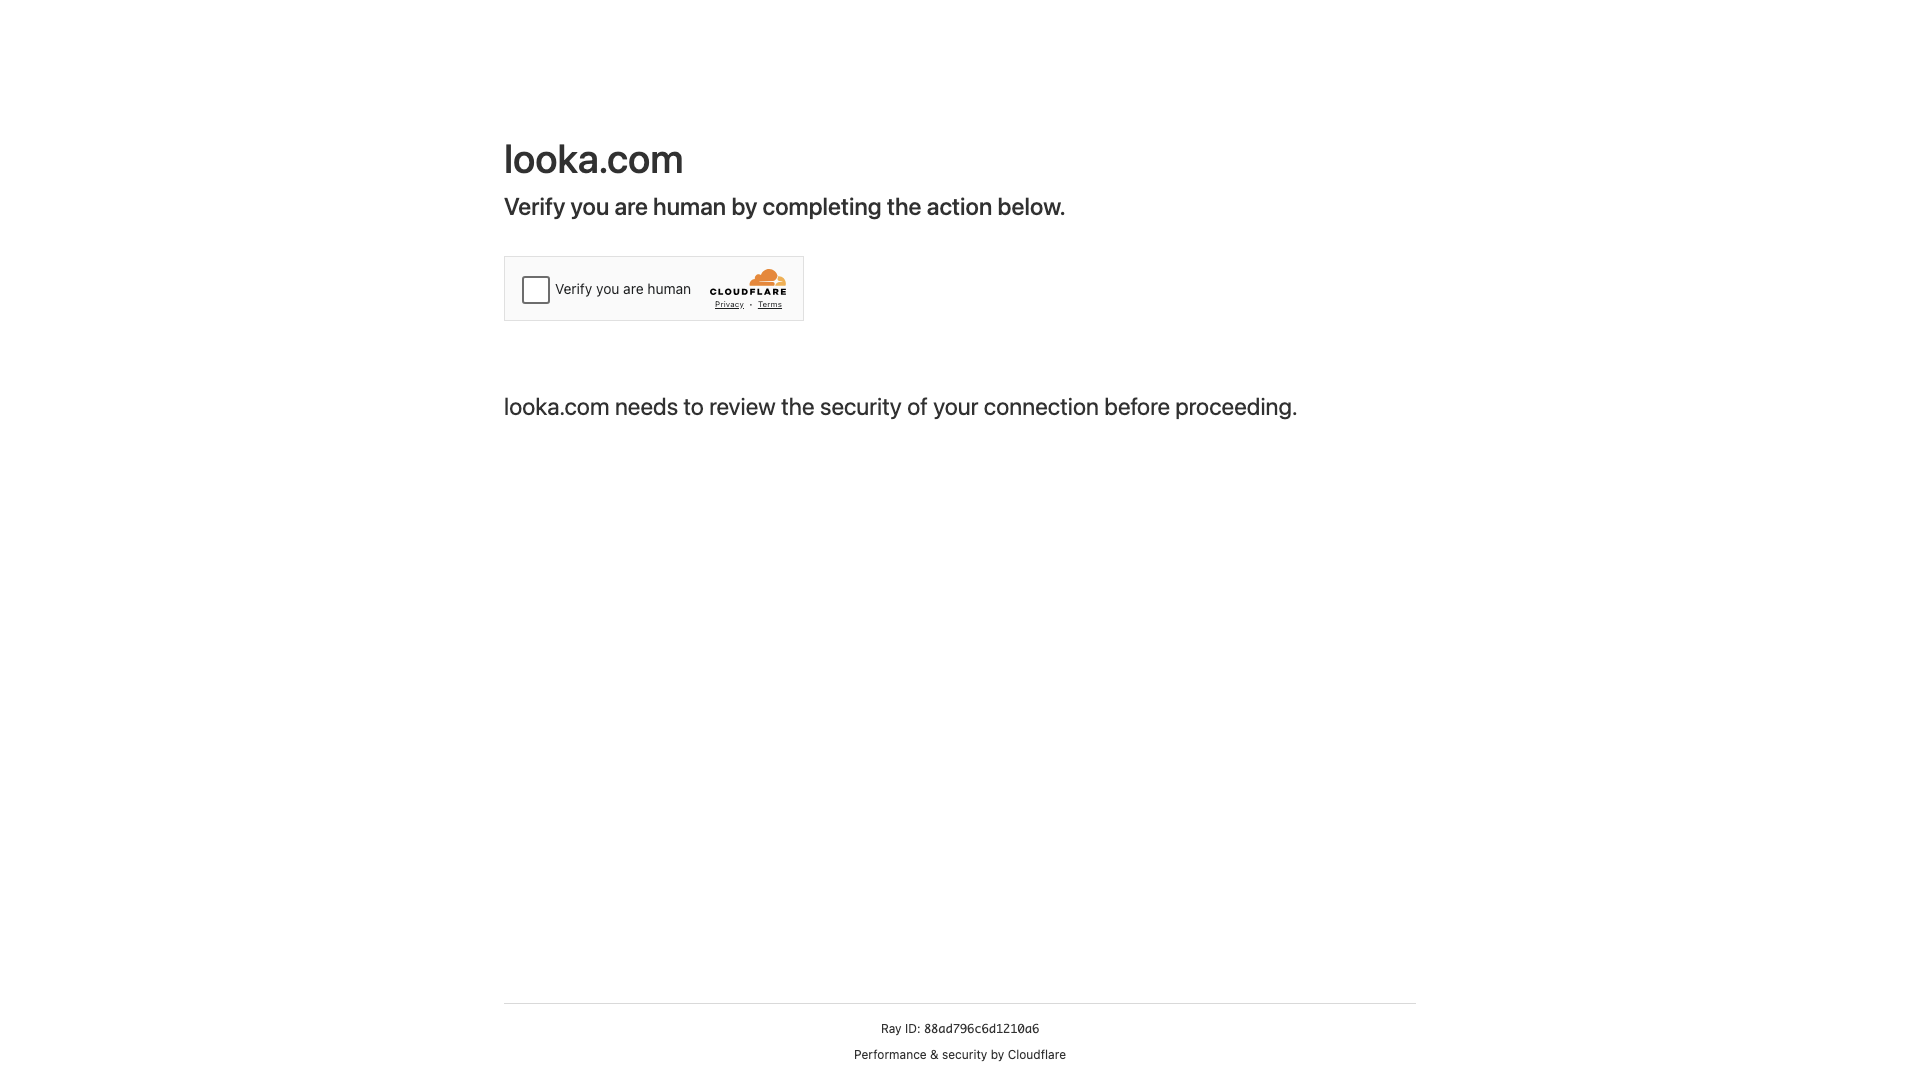 looka.com
Verify you are human by completing the action below.
Verify you are human
CLOUDFLARE
Privacy • Terms
looka.com needs to review the security of your connection before proceeding.
Ray ID: 88ad796c6d1210a6
Performance & security by Cloudflare